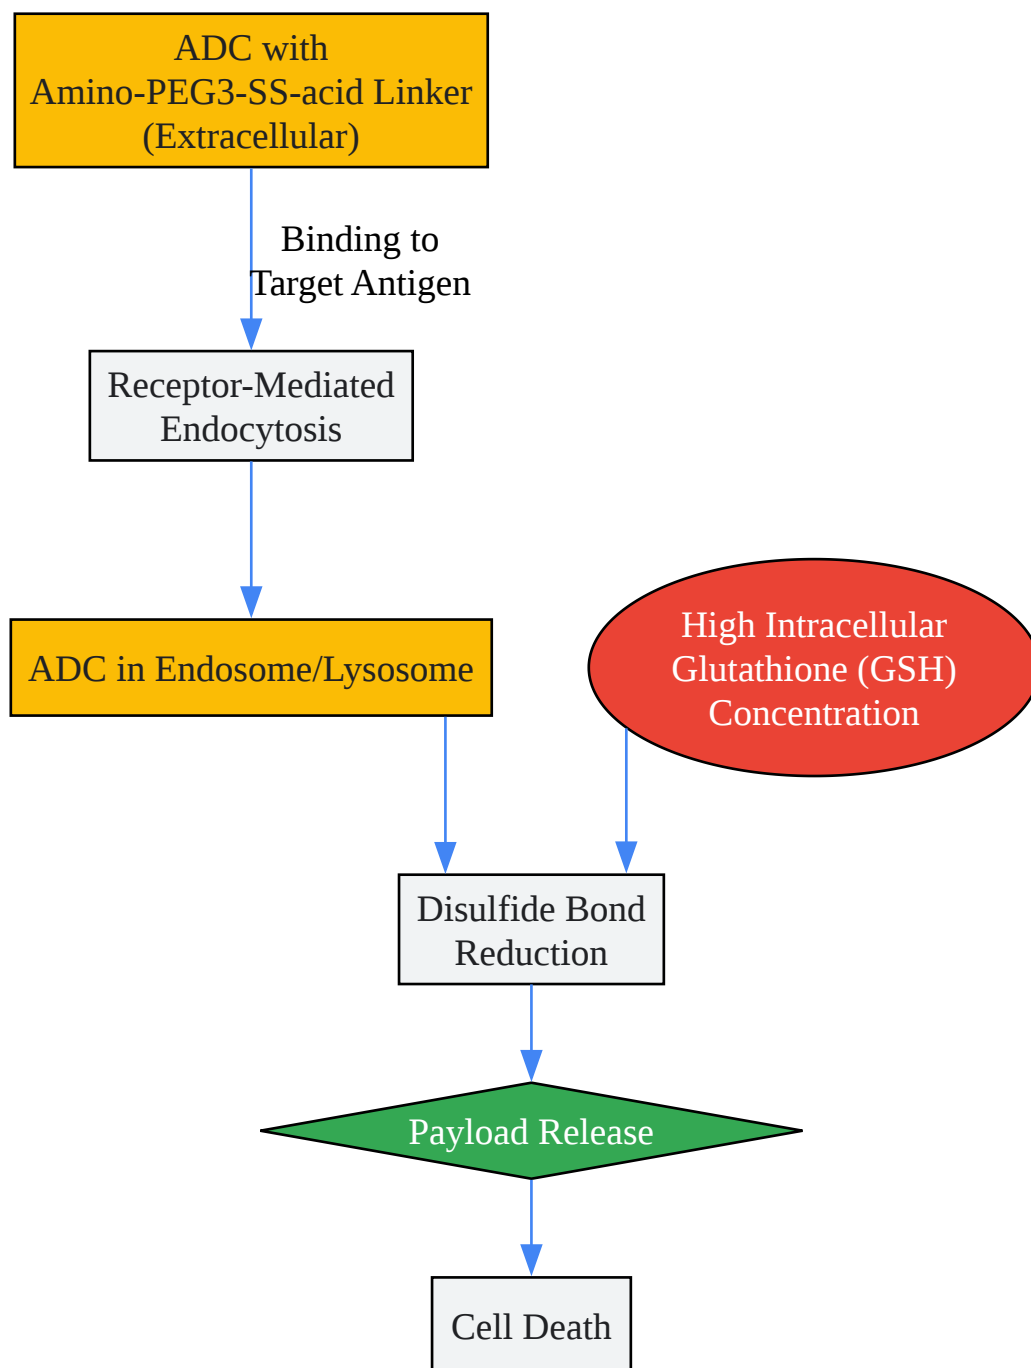 ADC with
Amino-PEG3-SS-acid Linker
(Extracellular)
Binding to
Target Antigen
Receptor-Mediated
Endocytosis
ADC in Endosome/Lysosome
High Intracellular
Glutathione (GSH)
Concentration
Disulfide Bond
Reduction
Payload Release
Cell Death